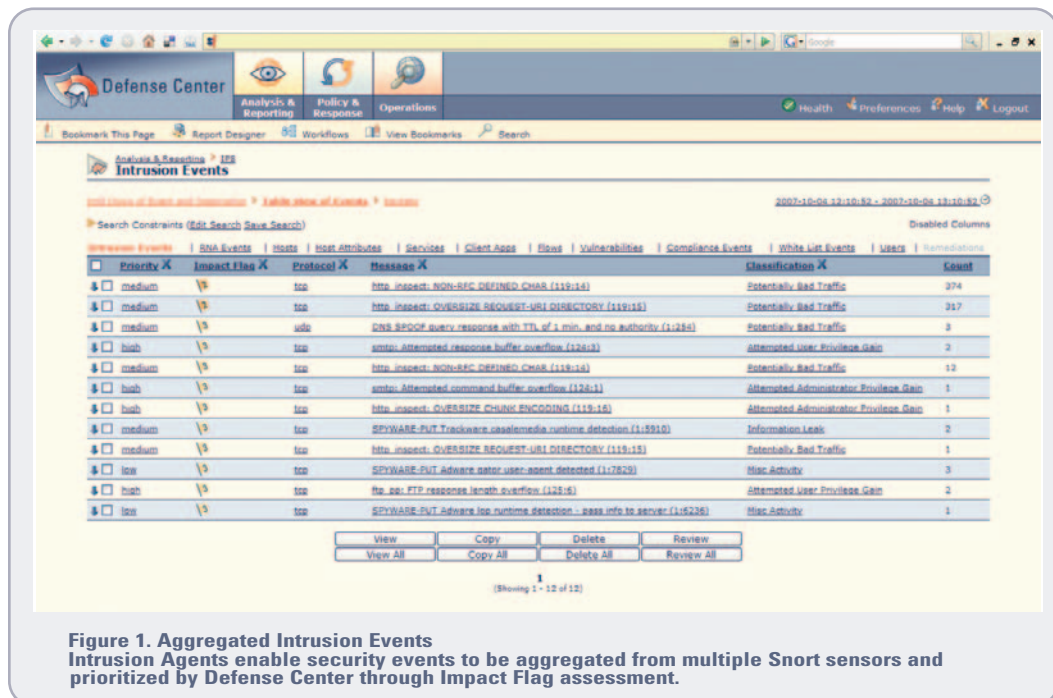 Google
Defense Center
Analysis & Reporting
Policy & Response
Operations
Health Preferences Help Logout
Bookmark This Page Report Designer Workflows View Bookmarks Search
Analysis & Reporting > IPS
Intrusion Events
> Table View of Events >
2007-10-04 12:10:52 - 2007-10-04 13:10:52
Search Constraints (Edit Search Save Search)
Disabled Columns
Intrusion Events | RNA Events | Hosts | Host Attributes | Services | Client Apps | Flows | Vulnerabilities | Compliance Events | White List Events | Users | Remediations
Priority X Impact Flag X Protocol X Message X Classification X Count
medium tcp http_inspect: NON-RFC DEFINED CHAR (119:14) Potentially Bad Traffic 374
medium tcp http_inspect: OVERSIZE REQUEST-URI DIRECTORY (119:15) Potentially Bad Traffic 317
medium udp DNS SPOOF query response with TTL of 1 min. and no authority (1:254) Potentially Bad Traffic 3
high tcp smtp: Attempted response buffer overflow (124:3) Attempted User Privilege Gain 2
medium tcp http_inspect: NON-RFC DEFINED CHAR (119:14) Potentially Bad Traffic 12
high tcp smtp: Attempted command buffer overflow (124:1) Attempted Administrator Privilege Gain 1
high tcp http_inspect: OVERSIZE CHUNK ENCODING (119:16) Attempted Administrator Privilege Gain 1
medium tcp SPYWARE-PUT Trackware casalemedia runtime detection (1:5910) Information Leak 2
medium tcp http_inspect: OVERSIZE REQUEST-URI DIRECTORY (119:15) Potentially Bad Traffic 1
low tcp SPYWARE-PUT Adware gator user-agent detected (1:7829) Misc Activity 3
high tcp ftp_pp: FTP response length overflow (125:6) Attempted User Privilege Gain 2
low tcp SPYWARE-PUT Adware lop runtime detection - pass info to server (1:6236) Misc Activity 1
View Copy Delete Review
View All Copy All Delete All Review All
1
(Showing 1 - 12 of 12)
Figure 1. Aggregated Intrusion Events
Intrusion Agents enable security events to be aggregated from multiple Snort sensors and
prioritized by Defense Center through Impact Flag assessment.